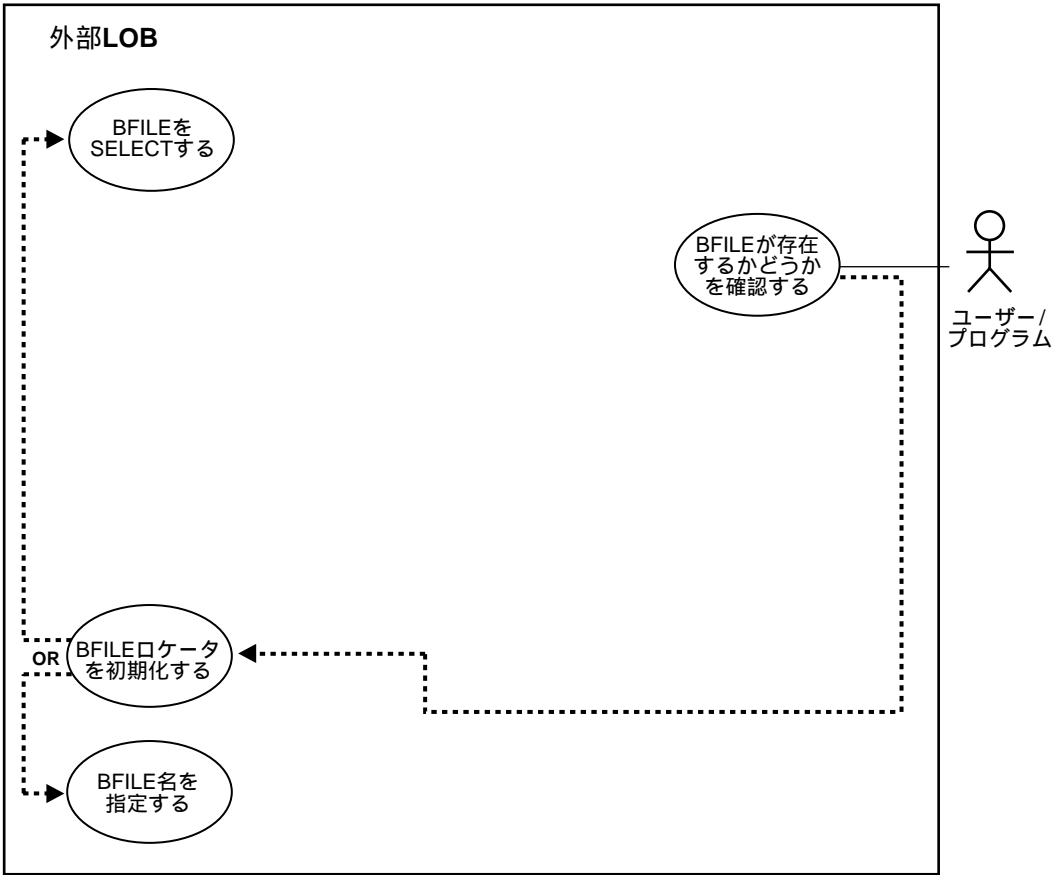 外部LOB
BFILEを
SELECTする
BFILEが存在
するかどうか
を確認する
ユーザー/
プログラム
OR
BFILEロケータ
を初期化する
BFILE名を
指定する